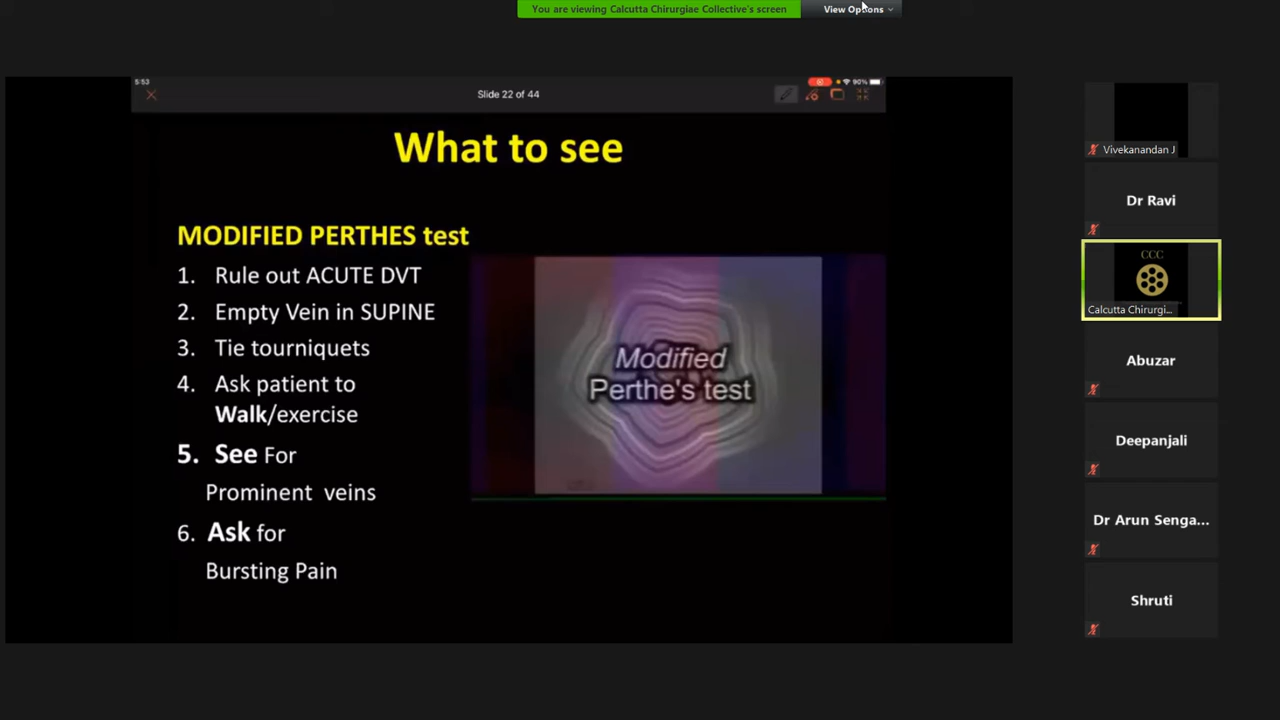 You are viewing Calcutta Chirurgiae Collective's screen
View Options
5:53
90%
Slide 22 of 44
What to see
MODIFIED PERTHES test
1. Rule out ACUTE DVT
2. Empty Vein in SUPINE
3. Tie tourniquets
4. Ask patient to
Walk/exercise
5. See For
Prominent veins
6. Ask for
Bursting Pain
Modified
Perthe's test
Vivekanandan J
Dr Ravi
CCC
Calcutta Chirurgi...
Abuzar
Deepanjali
Dr Arun Senga...
Shruti